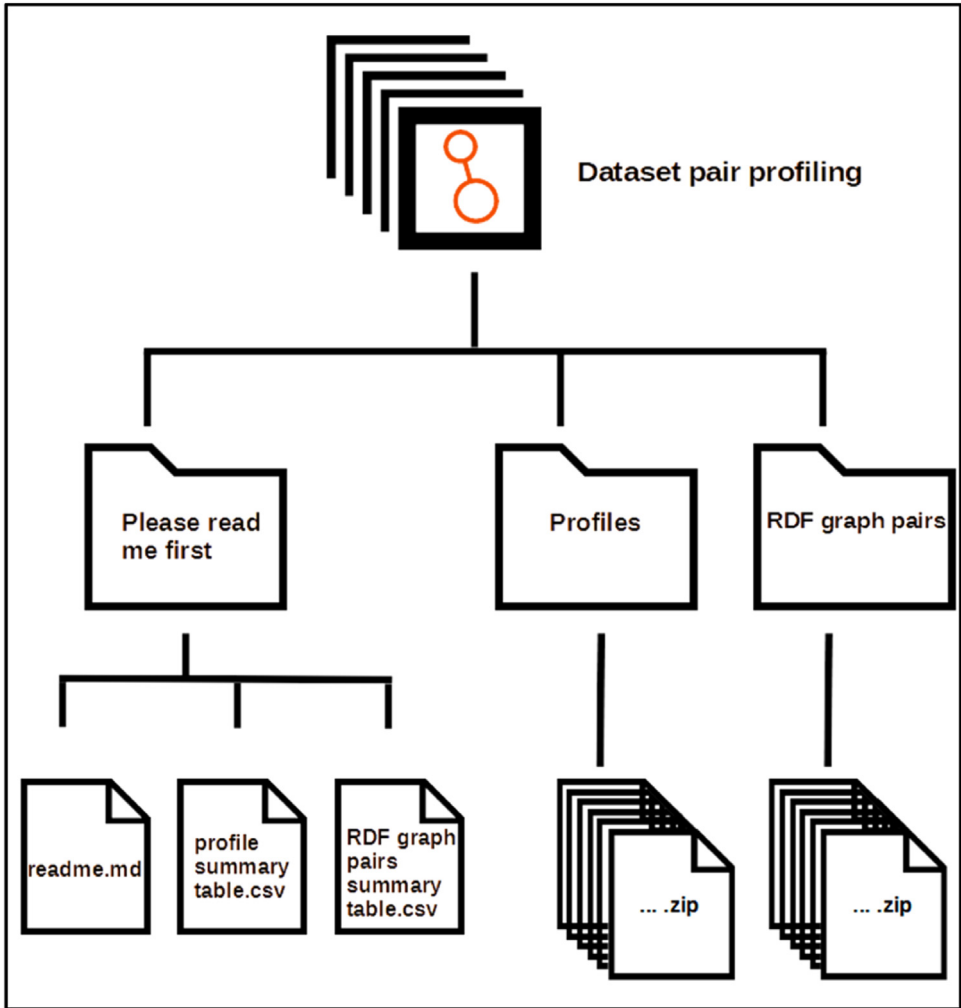 Dataset pair profiling
Please read
me first
Profiles
RDF graph pairs
readme.md
profile
summary
table.csv
RDF graph
pairs
summary
table.csv
... .zip
... .zip